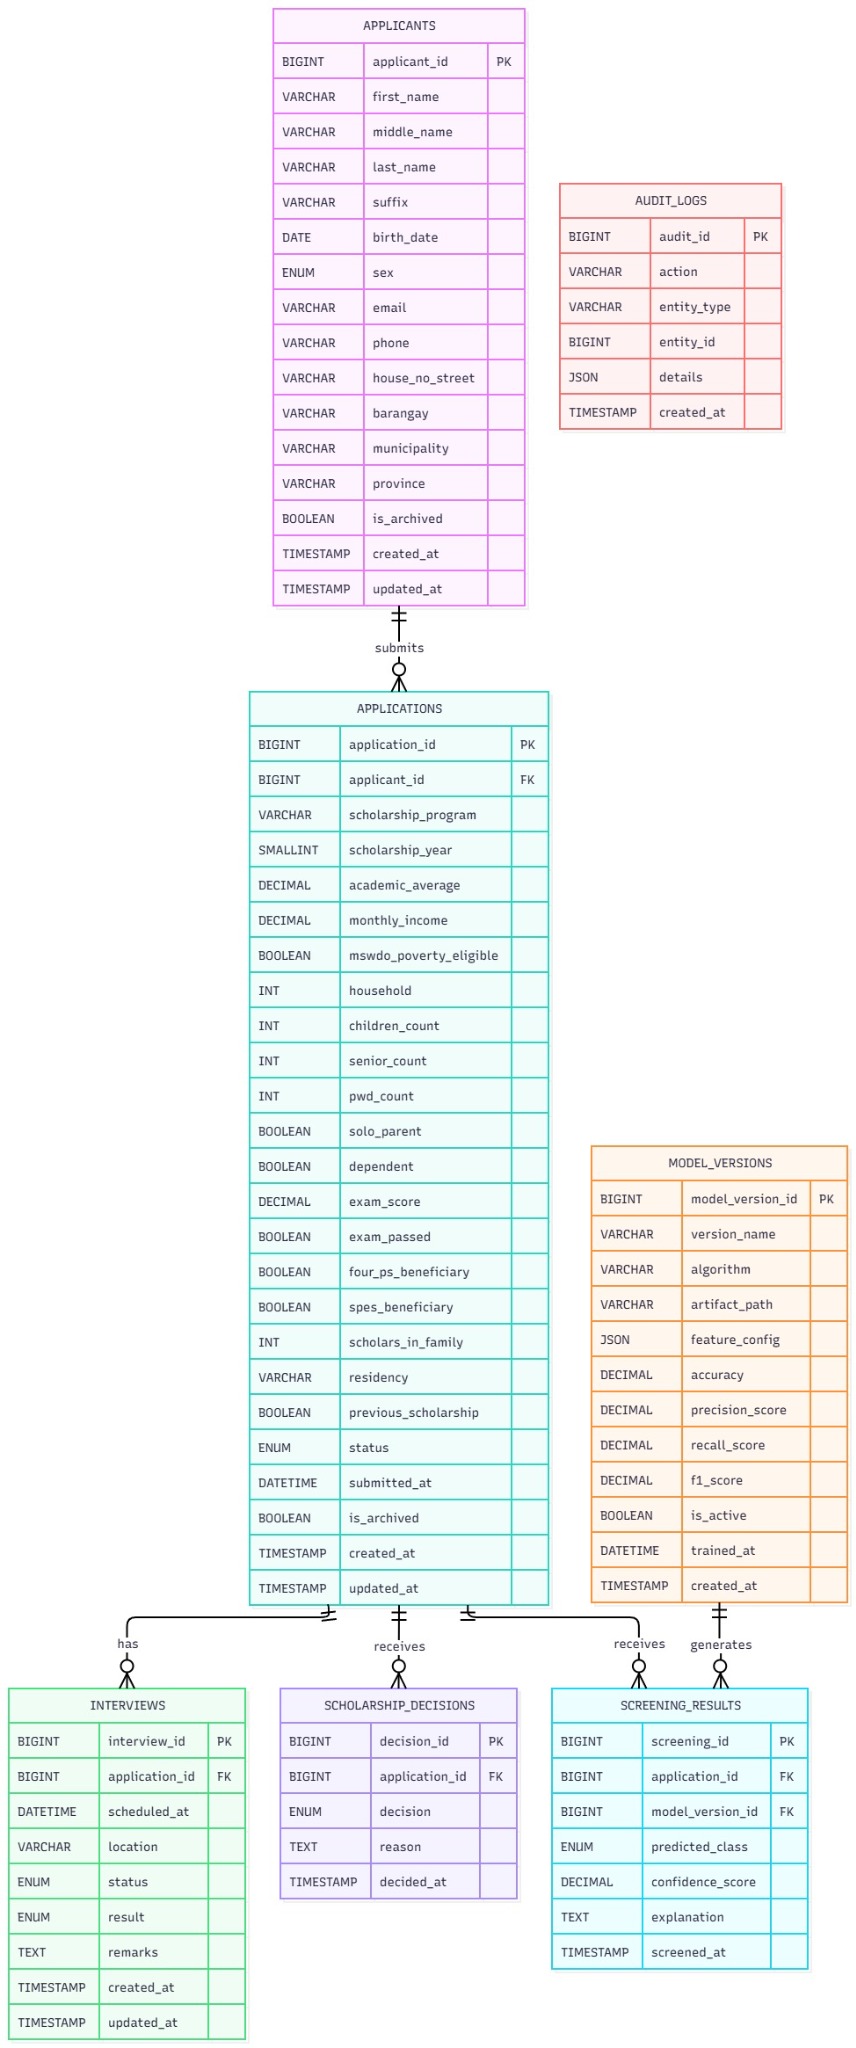 APPLICANTS
BIGINT applicant_id PK
VARCHAR first_name
VARCHAR middle_name
VARCHAR last_name
VARCHAR suffix
DATE birth_date
ENUM sex
VARCHAR email
VARCHAR phone
VARCHAR house_no_street
VARCHAR barangay
VARCHAR municipality
VARCHAR province
BOOLEAN is_archived
TIMESTAMP created_at
TIMESTAMP updated_at
AUDIT_LOGS
BIGINT audit_id PK
VARCHAR action
VARCHAR entity_type
BIGINT entity_id
JSON details
TIMESTAMP created_at
submits
APPLICATIONS
BIGINT application_id PK
BIGINT applicant_id FK
VARCHAR scholarship_program
SMALLINT scholarship_year
DECIMAL academic_average
DECIMAL monthly_income
BOOLEAN mswdo_poverty_eligible
INT household
INT children_count
INT senior_count
INT pwd_count
BOOLEAN solo_parent
BOOLEAN dependent
DECIMAL exam_score
BOOLEAN exam_passed
BOOLEAN four_ps_beneficiary
BOOLEAN spes_beneficiary
INT scholars_in_family
VARCHAR residency
BOOLEAN previous_scholarship
ENUM status
DATETIME submitted_at
BOOLEAN is_archived
TIMESTAMP created_at
TIMESTAMP updated_at
MODEL_VERSIONS
BIGINT model_version_id PK
VARCHAR version_name
VARCHAR algorithm
VARCHAR artifact_path
JSON feature_config
DECIMAL accuracy
DECIMAL precision_score
DECIMAL recall_score
DECIMAL f1_score
BOOLEAN is_active
DATETIME trained_at
TIMESTAMP created_at
has
receives
receives
generates
INTERVIEWS
BIGINT interview_id PK
BIGINT application_id FK
DATETIME scheduled_at
VARCHAR location
ENUM status
ENUM result
TEXT remarks
TIMESTAMP created_at
TIMESTAMP updated_at
SCHOLARSHIP_DECISIONS
BIGINT decision_id PK
BIGINT application_id FK
ENUM decision
TEXT reason
TIMESTAMP decided_at
SCREENING_RESULTS
BIGINT screening_id PK
BIGINT application_id FK
BIGINT model_version_id FK
ENUM predicted_class
DECIMAL confidence_score
TEXT explanation
TIMESTAMP screened_at